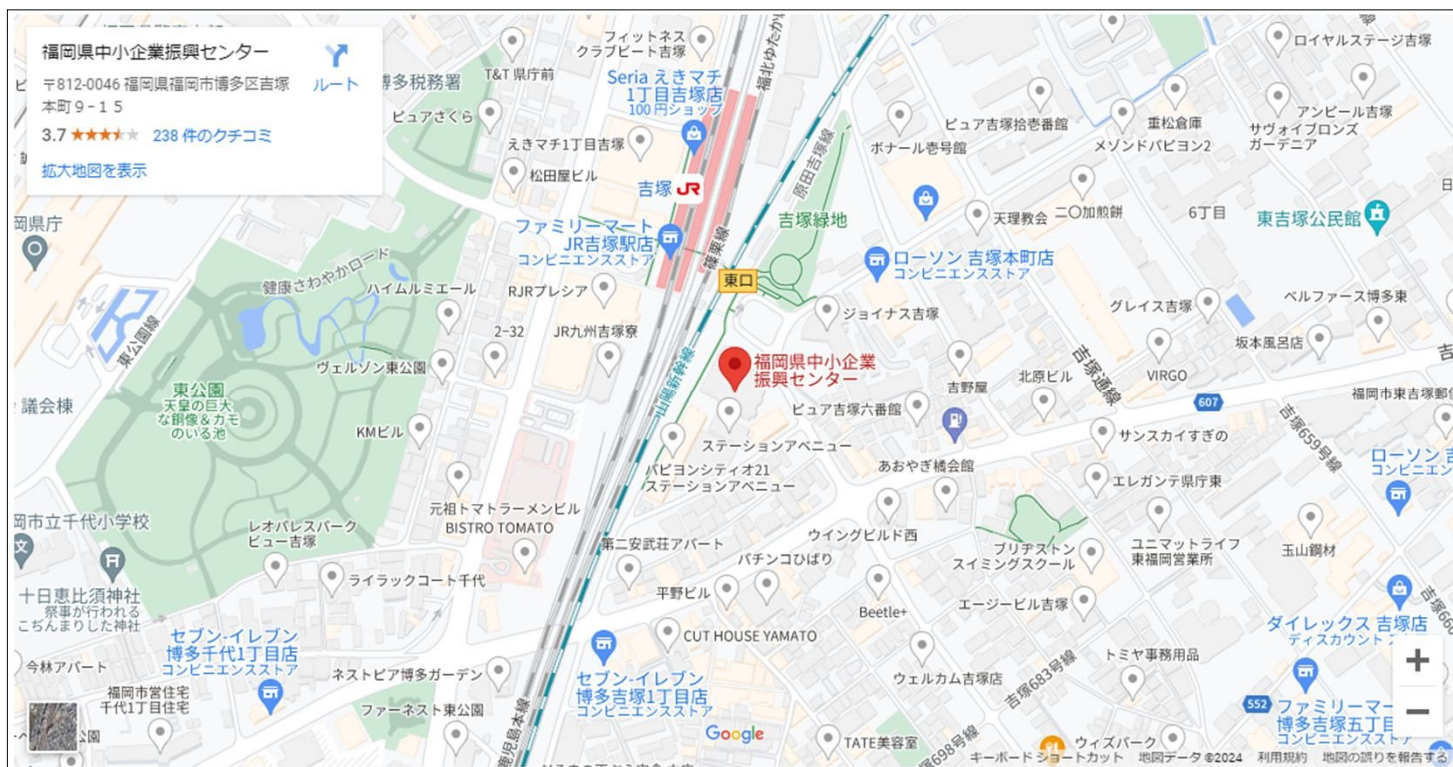 福岡県中小企業振興センター
ルート
〒812-0046 福岡県福岡市博多区吉塚
本町9-15
3.7
238 件のクチコミ
拡大地図を表示
博多税務署
T&T 県庁前
フィットネス
クラブビート吉塚
Seria えきマチ
1丁目吉塚店
100円ショップ
福北ゆたか
ロイヤルステージ吉塚
アンピール吉塚
サヴォイブロンズ
ガーデニア
重松倉庫
メゾンドパピヨン2
ピュア吉塚拾壱番館
ボナール壱号館
原田吉塚線
ピュアさくら
えきマチ1丁目吉塚
松田屋ビル
吉塚
JR
吉塚緑地
天理教会
二〇加煎餅
6丁目
東吉塚公民館
岡県庁
ファミリーマート
JR吉塚駅店
コンビニエンスストア
篠栗線
東口
ローソン 吉塚本町店
コンビニエンスストア
健康さわやかロード
ハイムルミエール
RJRプレシア
東公園線
2-32
JR九州吉塚寮
ジョイナス吉塚
グレイス吉塚
ベルファース博多東
坂本風呂店
VIRGO
ヴェルソン東公園
山陽新幹線
福岡県中小企業
振興センター
吉野屋
北原ビル
吉塚通線
607
福岡市東吉塚郵
議会棟
東公園
天皇の巨大
な銅像&カモ
のいる池
KMビル
ピュア吉塚六番館
ステーションアベニュー
サンスカイすぎの
吉塚659号線
パピヨンシティオ21
ステーションアベニュー
あおやぎ橘会館
エレガンテ県庁東
ローソン 吉
コンビニエン
岡市立千代小学校
レオパレスパーク
ビュー吉塚
元祖トマトラーメンビル
BISTRO TOMATO
第二安武荘アパート
ウイングビルド西
パチンコひばり
ブリヂストン
スイミングスクール
ユニマットライフ
東福岡営業所
玉山鋼材
十日恵比須神社
祭事が行われる
こぢんまりした神社
ライラックコート千代
平野ビル
Beetle+
エージービル吉塚
吉塚66
ダイレックス 吉塚店
ディスカウント ス
セブン-イレブン
博多千代1丁目店
コンビニエンスストア
CUT HOUSE YAMATO
今林アパート
ネストピア博多ガーデン
セブン-イレブン
博多吉塚1丁目店
コンビニエンスストア
ウェルカム吉塚店
吉塚683号線
トミヤ事務用品
福岡市営住宅
千代1丁目住宅
ファーネスト東公園
鹿児島本線
552
ファミリーマー
博多吉塚五丁目
コンビニエンスス
公園
Google
TATE美容室
吉塚698号線
ウィズパーク
キーボード ショートカット
地図データ ©2024
利用規約
地図の誤りを報告する